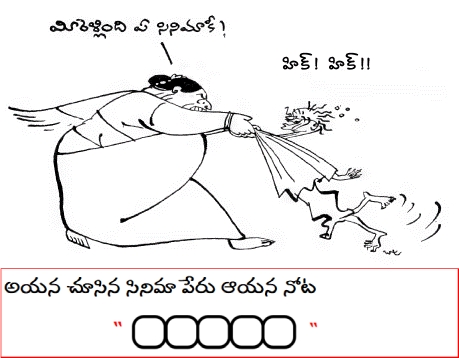 మీరెళ్లింది ఏ సినిమాకీ!
హిక్! హిక్!!
అయన చూసిన సినిమా పేరు ఆయన నోట
" "